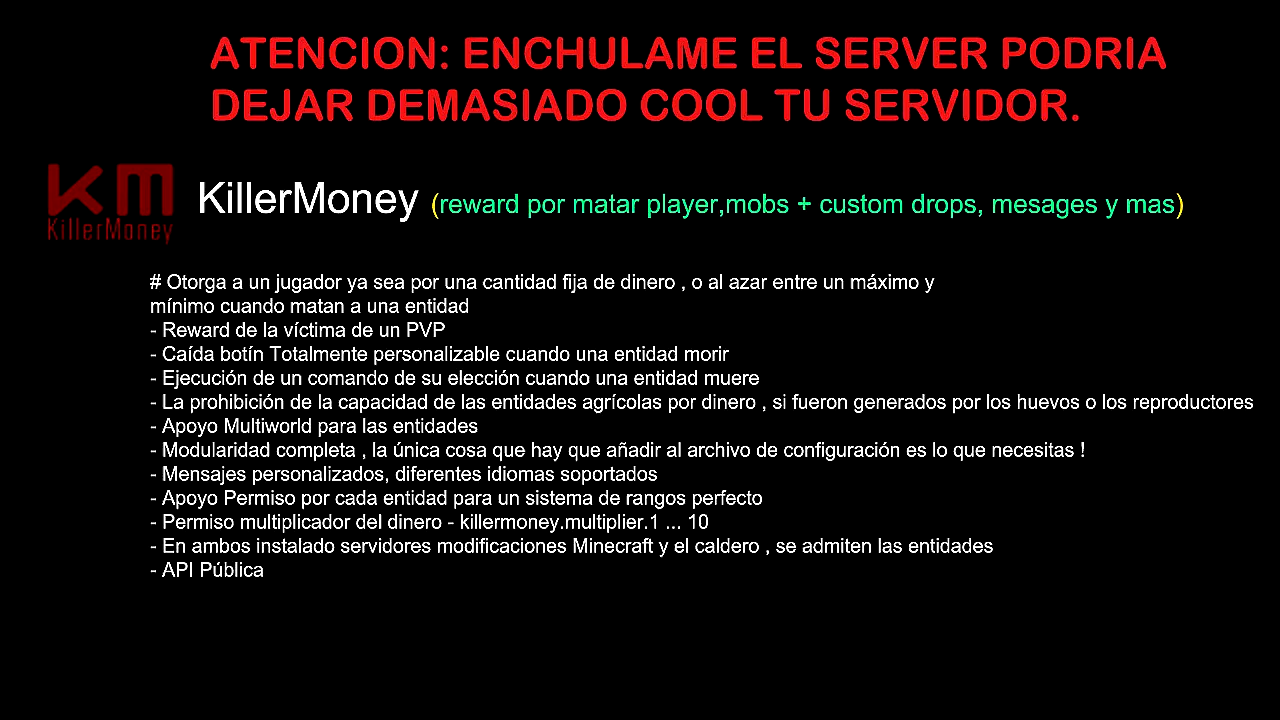 ATENCION: ENCHULAME EL SERVER PODRIA
DEJAR DEMASIADO COOL TU SERVIDOR.
KM
KillerMoney
KillerMoney (reward por matar player,mobs + custom drops, mesages y mas)
# Otorga a un jugador ya sea por una cantidad fija de dinero , o al azar entre un máximo y
mínimo cuando matan a una entidad
- Reward de la víctima de un PVP
- Caída botín Totalmente personalizable cuando una entidad morir
- Ejecución de un comando de su elección cuando una entidad muere
- La prohibición de la capacidad de las entidades agrícolas por dinero , si fueron generados por los huevos o los reproductores
- Apoyo Multiworld para las entidades
- Modularidad completa , la única cosa que hay que añadir al archivo de configuración es lo que necesitas !
- Mensajes personalizados, diferentes idiomas soportados
- Apoyo Permiso por cada entidad para un sistema de rangos perfecto
- Permiso multiplicador del dinero - killermoney.multiplier.1 ... 10
- En ambos instalado servidores modificaciones Minecraft y el caldero , se admiten las entidades
- API Pública